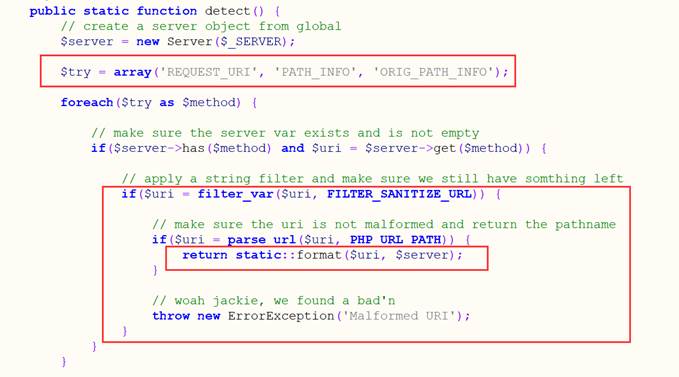 public static function detect() {
// create a server object from global
$server = new Server($_SERVER);
$try = array('REQUEST_URI', 'PATH_INFO', 'ORIG_PATH_INFO');
foreach($try as $method) {
// make sure the server var exists and is not empty
if($server->has($method) and $uri = $server->get($method)) {
// apply a string filter and make sure we still have somthing left
if($uri = filter_var($uri, FILTER_SANITIZE_URL)) {
// make sure the uri is not malformed and return the pathname
if($uri = parse_url($uri, PHP_URL_PATH)) {
return static::format($uri, $server);
}
// woah jackie, we found a bad'n
throw new ErrorException('Malformed URI');
}
}
}